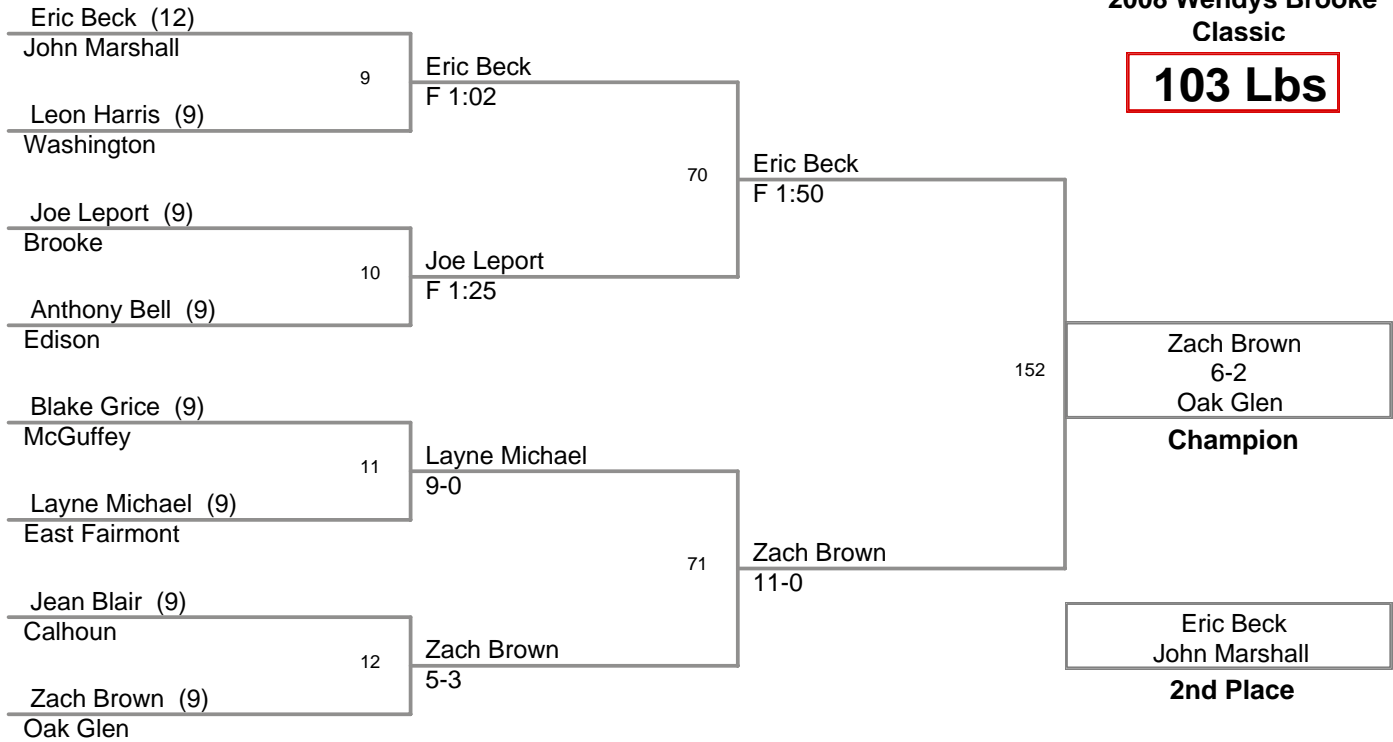 2008 Wendys Brooke
Classic
103 Lbs
Eric Beck (12)
John Marshall
9
Leon Harris (9)
Washington
Joe Leport (9)
Brooke
10
Anthony Bell (9)
Edison
Blake Grice (9)
McGuffey
11
Layne Michael (9)
East Fairmont
Jean Blair (9)
Calhoun
12
Zach Brown (9)
Oak Glen
Eric Beck
F 1:02
70
Joe Leport
F 1:25
Layne Michael
9-0
71
Zach Brown
5-3
Eric Beck
F 1:50
152
Zach Brown
11-0
Zach Brown
6-2
Oak Glen
Champion
Eric Beck
John Marshall
2nd Place